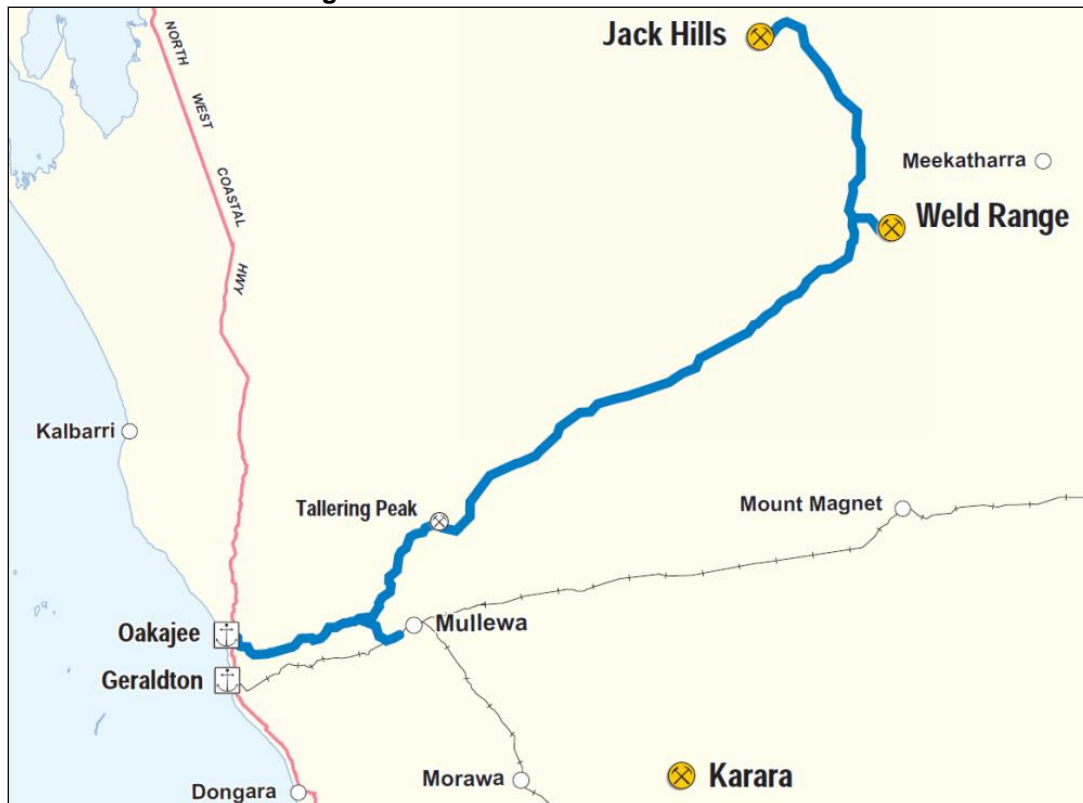 Jack Hills
NORTH
WEST
COASTAL
HWY
Meekatharra
Weld Range
Kalbarri
Tallering Peak
Mount Magnet
Mullewa
Oakajee
Geraldton
Karara
Morawa
Dongara